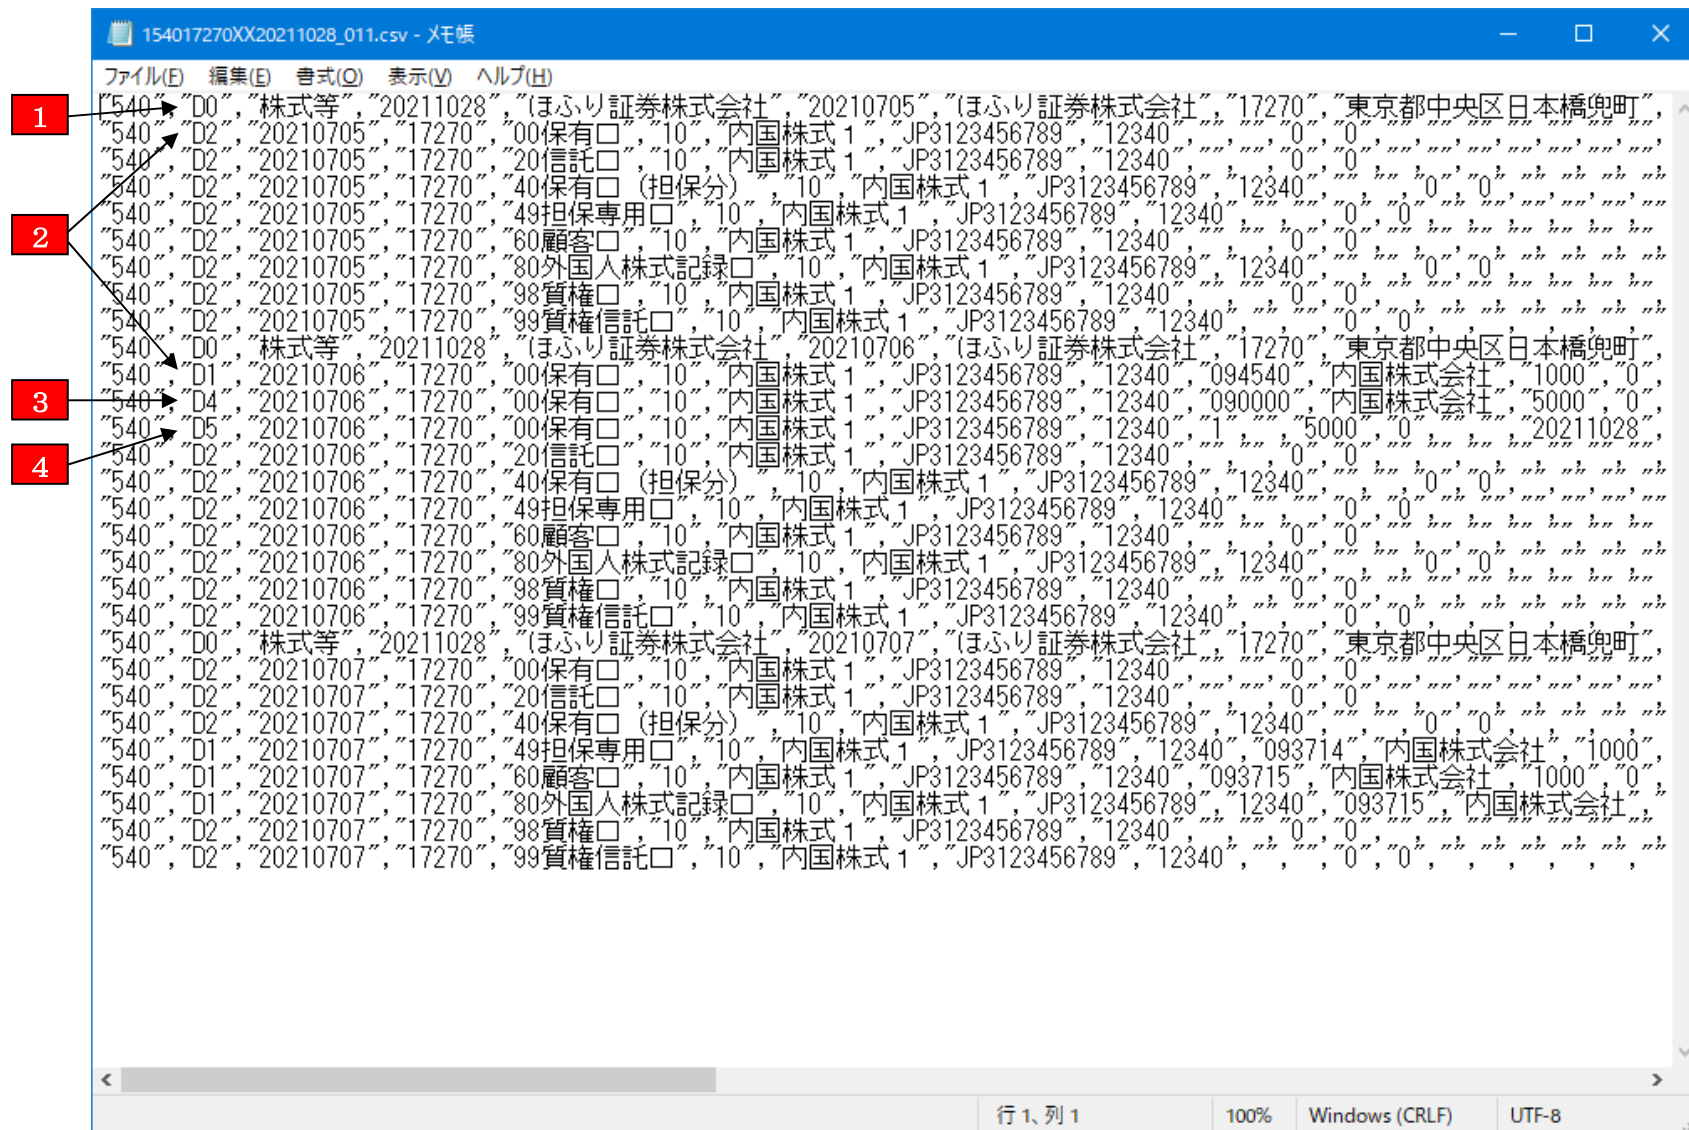 154017270XX20211028_011.csv - メモ帳
ファイル(F) 編集(E) 書式(O) 表示(V) ヘルプ(H)
1
2
3
4
"540","D0","株式等","20211028","ほふり証券株式会社","20210705","ほふり証券株式会社","17270","東京都中央区日本橋兜町",
"540","D2","20210705","17270","00保有口","10","内国株式１","JP3123456789","12340","","","0","0","","","","","","",
"540","D2","20210705","17270","20信託口","10","内国株式１","JP3123456789","12340","","","0","0","","","","","","",
"540","D2","20210705","17270","40保有口（担保分）","10","内国株式１","JP3123456789","12340","","","0","0","","","","",""
"540","D2","20210705","17270","49担保専用口","10","内国株式１","JP3123456789","12340","","","0","0","","","","","",""
"540","D2","20210705","17270","60顧客口","10","内国株式１","JP3123456789","12340","","","0","0","","","","","","",
"540","D2","20210705","17270","80外国人株式記録口","10","内国株式１","JP3123456789","12340","","","0","0","","","","",""
"540","D2","20210705","17270","98質権口","10","内国株式１","JP3123456789","12340","","","0","0","","","","","","",
"540","D2","20210705","17270","99質権信託口","10","内国株式１","JP3123456789","12340","","","0","0","","","","","",""
"540","D0","株式等","20211028","ほふり証券株式会社","20210706","ほふり証券株式会社","17270","東京都中央区日本橋兜町",
"540","D1","20210706","17270","00保有口","10","内国株式１","JP3123456789","12340","094540","内国株式会社","1000","0",
"540","D4","20210706","17270","00保有口","10","内国株式１","JP3123456789","12340","090000","内国株式会社","5000","0",
"540","D5","20210706","17270","00保有口","10","内国株式１","JP3123456789","12340","1","","5000","0","","","","20211028",
"540","D2","20210706","17270","20信託口","10","内国株式１","JP3123456789","12340","","","0","0","","","","","","",
"540","D2","20210706","17270","40保有口（担保分）","10","内国株式１","JP3123456789","12340","","","0","0","","","","",""
"540","D2","20210706","17270","49担保専用口","10","内国株式１","JP3123456789","12340","","","0","0","","","","","",""
"540","D2","20210706","17270","60顧客口","10","内国株式１","JP3123456789","12340","","","0","0","","","","","","",
"540","D2","20210706","17270","80外国人株式記録口","10","内国株式１","JP3123456789","12340","","","0","0","","","","",""
"540","D2","20210706","17270","98質権口","10","内国株式１","JP3123456789","12340","","","0","0","","","","","","",
"540","D2","20210706","17270","99質権信託口","10","内国株式１","JP3123456789","12340","","","0","0","","","","","",""
"540","D0","株式等","20211028","ほふり証券株式会社","20210707","ほふり証券株式会社","17270","東京都中央区日本橋兜町",
"540","D2","20210707","17270","00保有口","10","内国株式１","JP3123456789","12340","","","0","0","","","","","","",
"540","D2","20210707","17270","20信託口","10","内国株式１","JP3123456789","12340","","","0","0","","","","","","",
"540","D2","20210707","17270","40保有口（担保分）","10","内国株式１","JP3123456789","12340","","","0","0","","","","",""
"540","D1","20210707","17270","49担保専用口","10","内国株式１","JP3123456789","12340","093714","内国株式会社","1000",
"540","D1","20210707","17270","60顧客口","10","内国株式１","JP3123456789","12340","093715","内国株式会社","1000","0",
"540","D1","20210707","17270","80外国人株式記録口","10","内国株式１","JP3123456789","12340","093715","内国株式会社","
"540","D2","20210707","17270","98質権口","10","内国株式１","JP3123456789","12340","","","0","0","","","","","","",
"540","D2","20210707","17270","99質権信託口","10","内国株式１","JP3123456789","12340","","","0","0","","","","","",""
行 1、列 1 100% Windows (CRLF) UTF-8